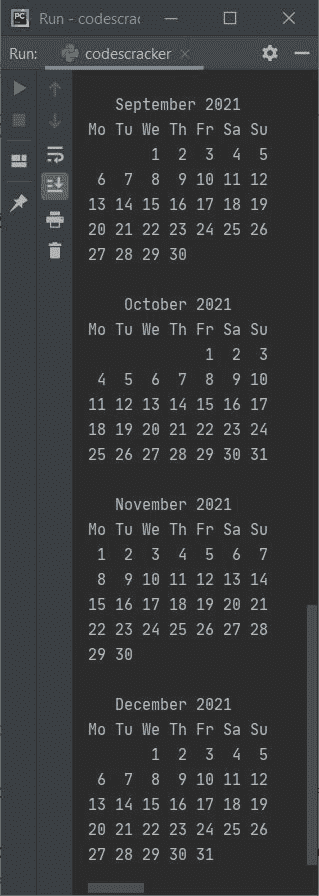 PC Run - codescrac
Run: codescracker
   September 2021
Mo Tu We Th Fr Sa Su
       1  2  3  4  5
 6  7  8  9 10 11 12
13 14 15 16 17 18 19
20 21 22 23 24 25 26
27 28 29 30
    October 2021
Mo Tu We Th Fr Sa Su
             1  2  3
 4  5  6  7  8  9 10
11 12 13 14 15 16 17
18 19 20 21 22 23 24
25 26 27 28 29 30 31
   November 2021
Mo Tu We Th Fr Sa Su
 1  2  3  4  5  6  7
 8  9 10 11 12 13 14
15 16 17 18 19 20 21
22 23 24 25 26 27 28
29 30
   December 2021
Mo Tu We Th Fr Sa Su
       1  2  3  4  5
 6  7  8  9 10 11 12
13 14 15 16 17 18 19
20 21 22 23 24 25 26
27 28 29 30 31